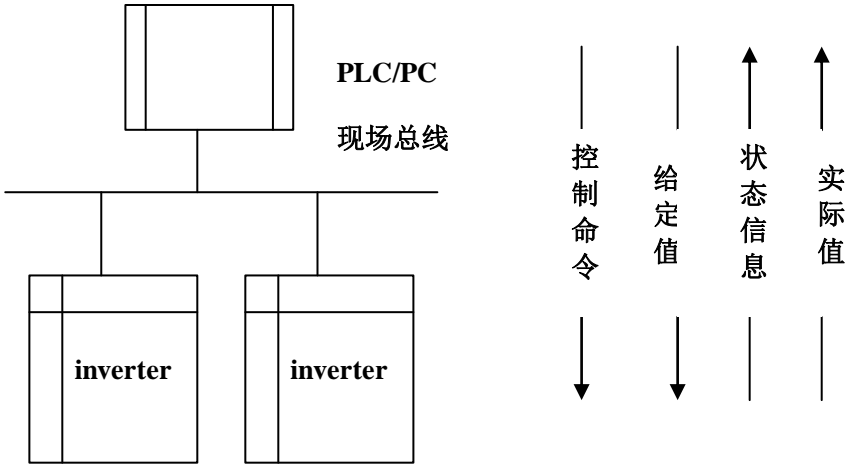 PLC/PC
现场总线
inverter
inverter
控制命令
给定值
状态信息
实际值